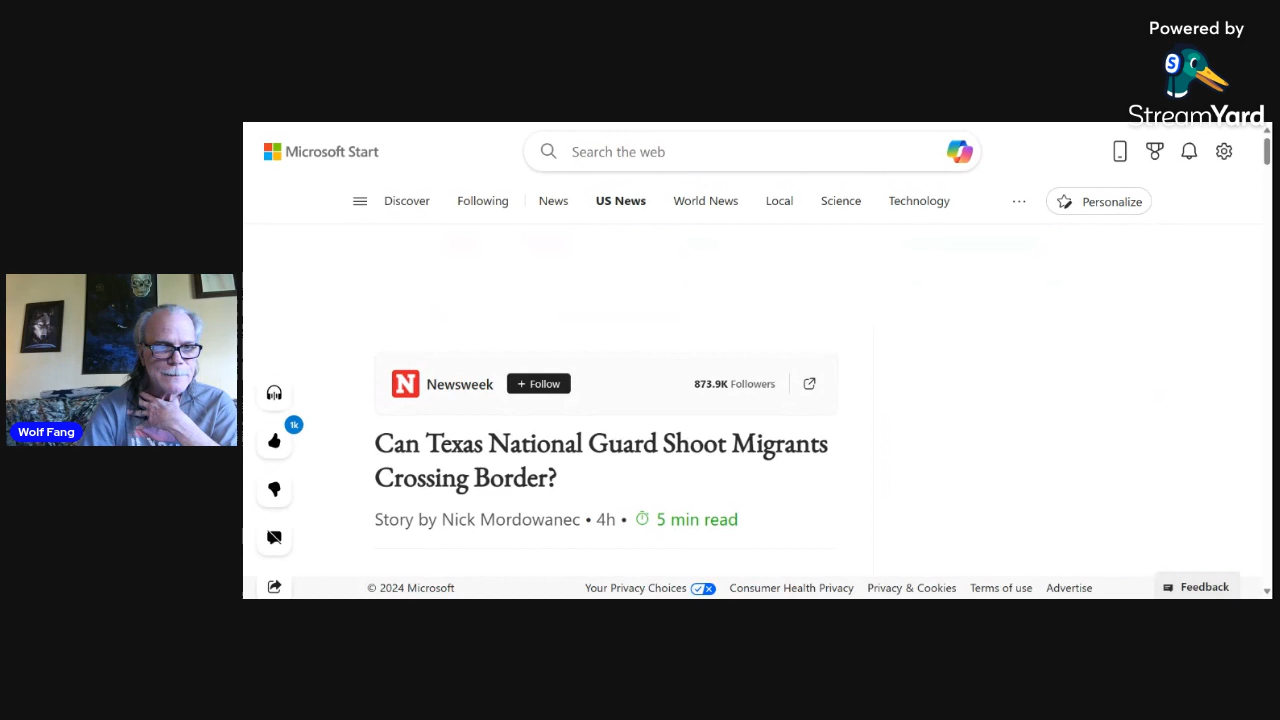 Powered by
StreamYard
Microsoft Start
Search the web
Discover
Following
News
US News
World News
Local
Science
Technology
Personalize
N Newsweek
+ Follow
873.9K Followers
1k
Can Texas National Guard Shoot Migrants
Crossing Border?
Story by Nick Mordowanec • 4h • 5 min read
Wolf Fang
© 2024 Microsoft
Your Privacy Choices
Consumer Health Privacy
Privacy & Cookies
Terms of use
Advertise
Feedback